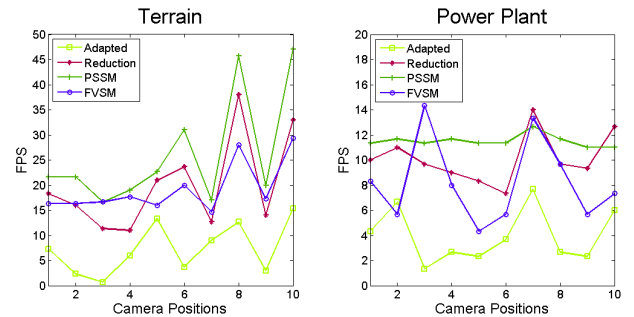 Terrain
50
45
40
35
30
25
20
15
10
5
0
FPS
Adapted
Reduction
PSSM
FVSM
2 4 6 8 10
Camera Positions
Power Plant
20
18
16
14
12
10
8
6
4
2
0
FPS
Adapted
Reduction
PSSM
FVSM
2 4 6 8 10
Camera Positions